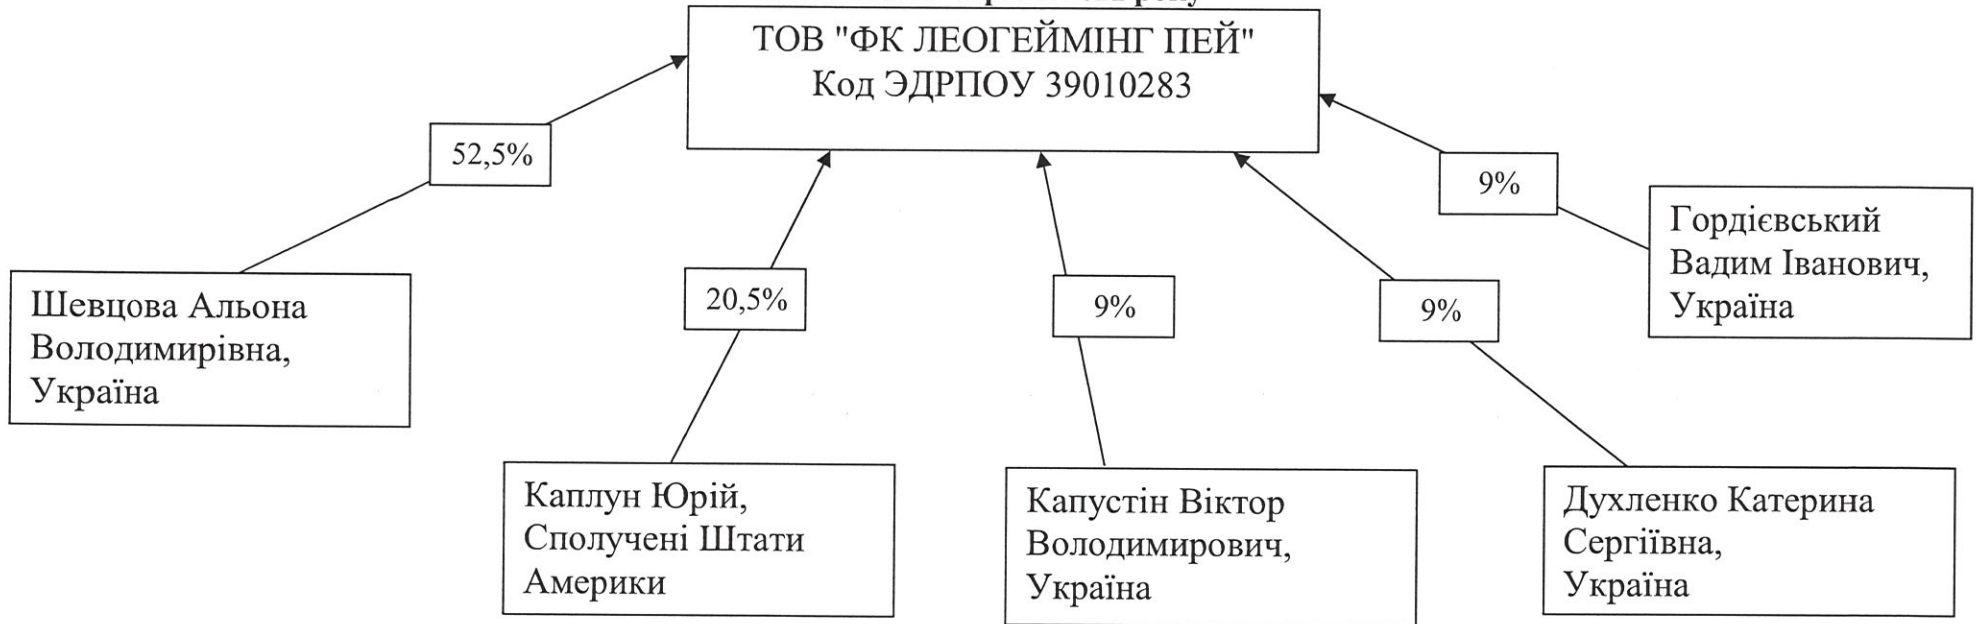 ТОВ "ФК ЛЕОГЕЙМІНГ ПЕЙ"
Код ЭДРПОУ 39010283
52,5%
9%
Гордієвський
Вадим Іванович,
Україна
Шевцова Альона
Володимирівна,
Україна
20,5%
9%
9%
Каплун Юрій,
Сполучені Штати
Америки
Капустін Віктор
Володимирович,
Україна
Духленко Катерина
Сергіївна,
Україна